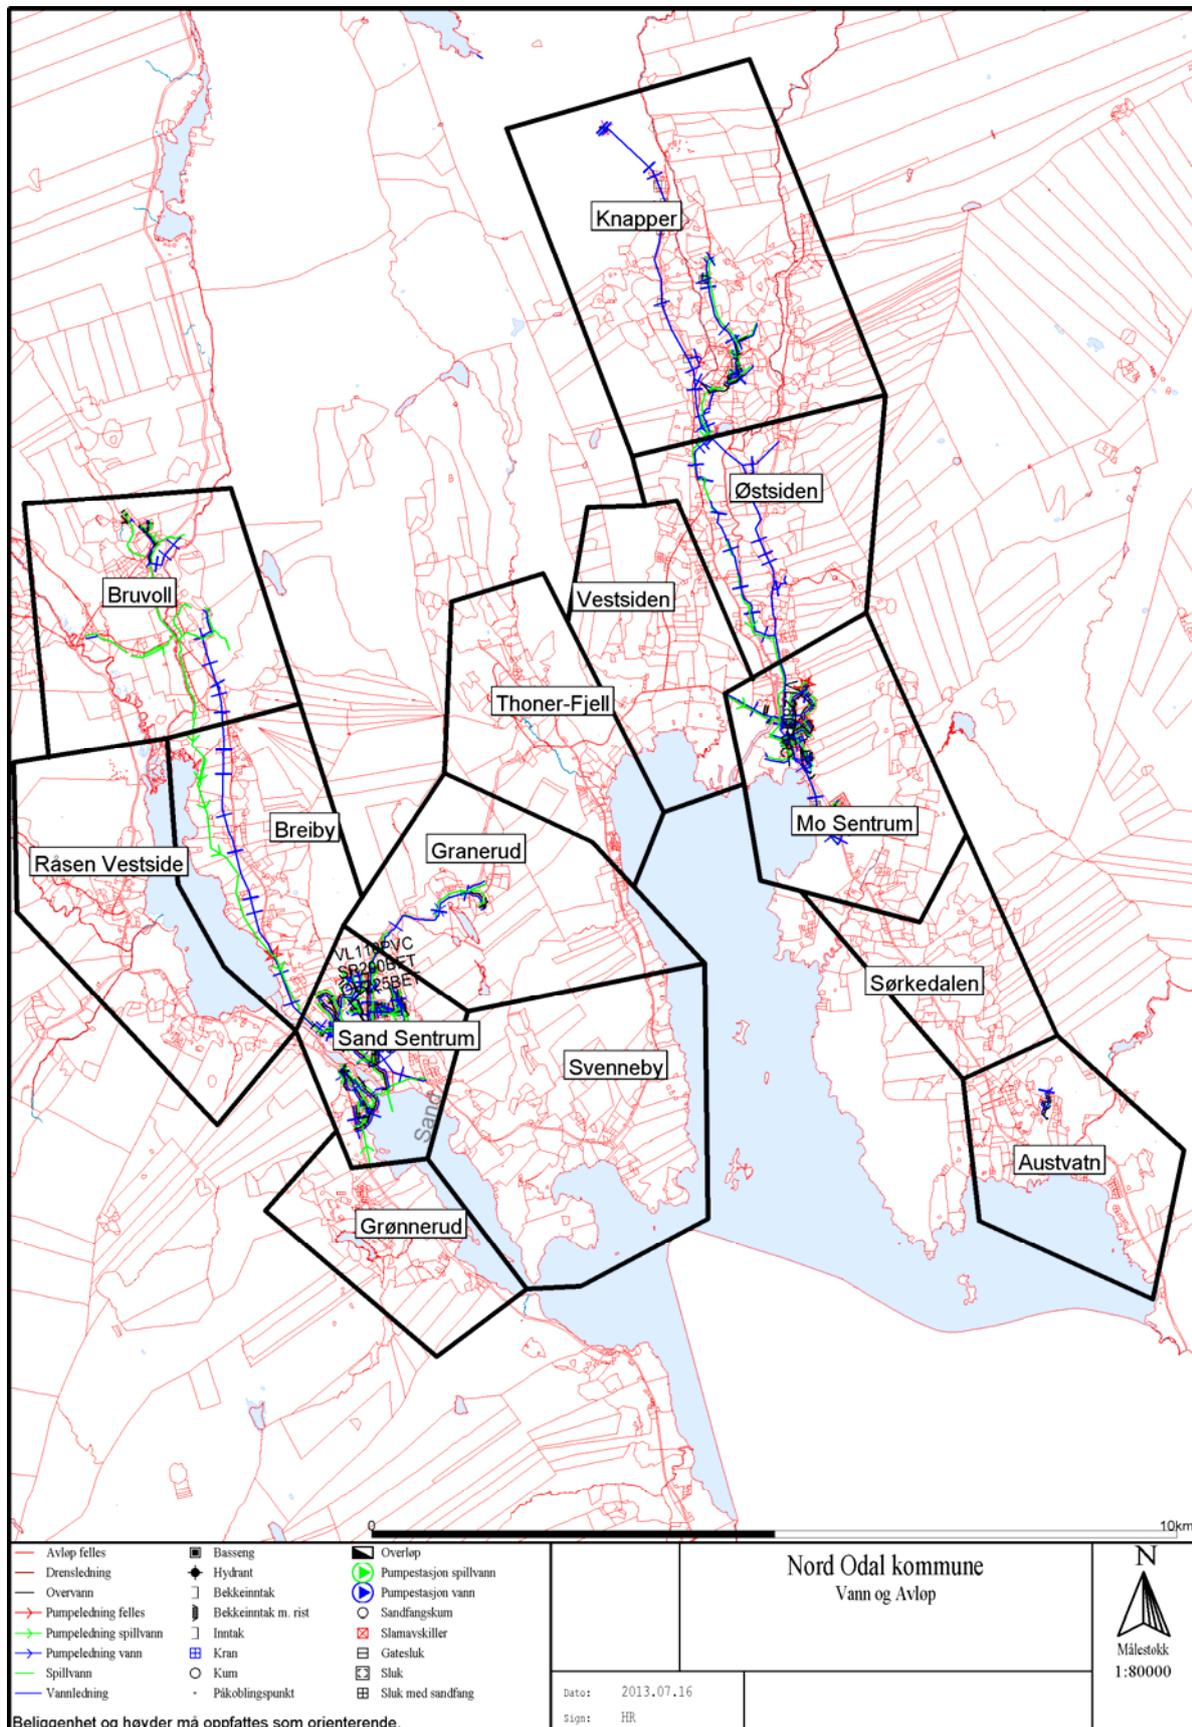 Knapper
Østsiden
Bruvoll
Vestsiden
Thoner-Fjell
Mo Sentrum
Breiby
Granerud
Råsen Vestside
VL110PVC
Sørkedalen
Sand Sentrum
Svenneby
Sand
Austvatn
Grønnerud
0
10km
Avløp felles
Drensledning
Overvann
Pumpeledning felles
Pumpeledning spillvann
Pumpeledning vann
Spillvann
Vannledning
Basseng
Hydrant
Bekkeinntak
Bekkeinntak m. rist
Inntak
Kran
Kum
Påkoblingspunkt
Overløp
Pumpestasjon spillvann
Pumpestasjon vann
Sandfangskum
Slamavskiller
Gatesluk
Sluk
Sluk med sandfang
Beliggenhet og høyder må oppfattes som orienterende.
Nord Odal kommune
Vann og Avløp
Dato: 2013.07.16
Sign: HR
N
Målestokk
1:80000